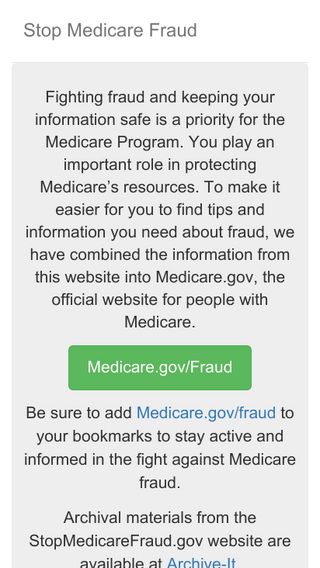 Stop Medicare Fraud
Fighting fraud and keeping your
information safe is a priority for the
Medicare Program. You play an
important role in protecting
Medicare’s resources. To make it
easier for you to find tips and
information you need about fraud, we
have combined the information from
this website into Medicare.gov, the
official website for people with
Medicare.
Medicare.gov/Fraud
Be sure to add Medicare.gov/fraud to
your bookmarks to stay active and
informed in the fight against Medicare
fraud.
Archival materials from the
StopMedicareFraud.gov website are
available at Archive-It